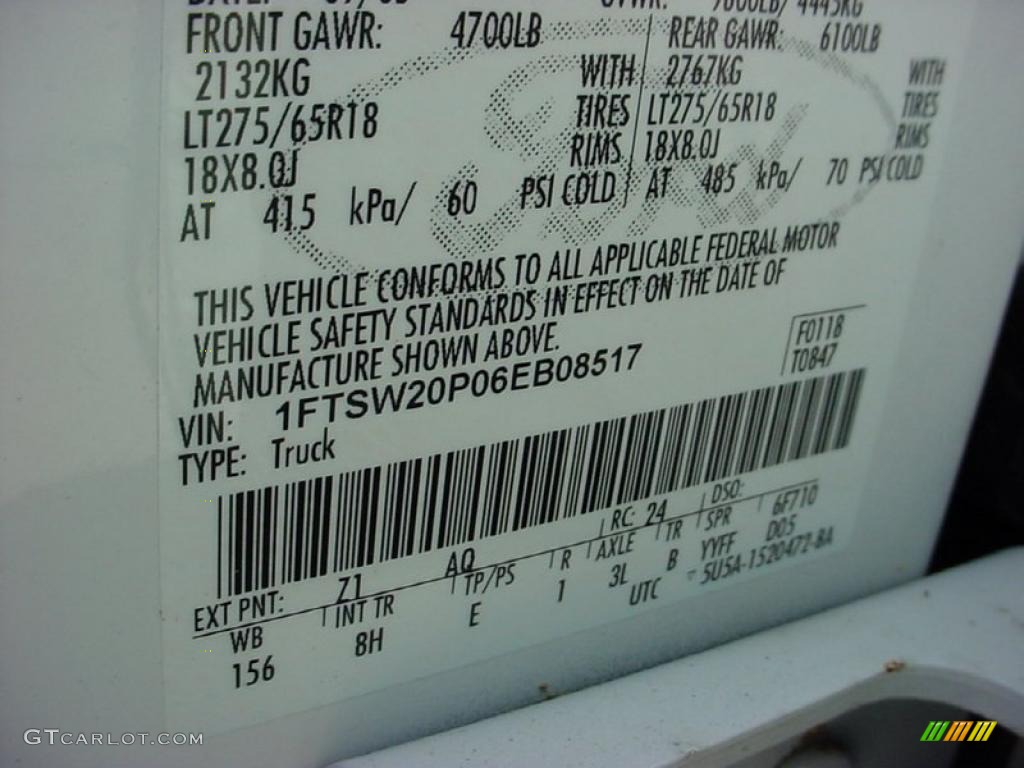 FRONT GAWR: 4700LB REAR GAWR: 6100LB
2132KG WITH 2767KG WITH
LT275/65R18 TIRES LT275/65R18 TIRES
18X8.0J RIMS 18X8.0J RIMS
AT 415 kPa/ 60 PSI COLD AT 485 kPa/ 70 PSI COLD
THIS VEHICLE CONFORMS TO ALL APPLICABLE FEDERAL MOTOR
VEHICLE SAFETY STANDARDS IN EFFECT ON THE DATE OF
MANUFACTURE SHOWN ABOVE.
F0118
T0847
VIN: 1FTSW20P06EB08517
TYPE: Truck
EXT PNT: Z1 AQ RC: 24 DSO: 6F710
WB INT TR TP/PS R AXLE TR SPR D05
156 8H E 1 3L B YYFF
UTC 5U5A-1520472-BA
GTCARLOT.COM